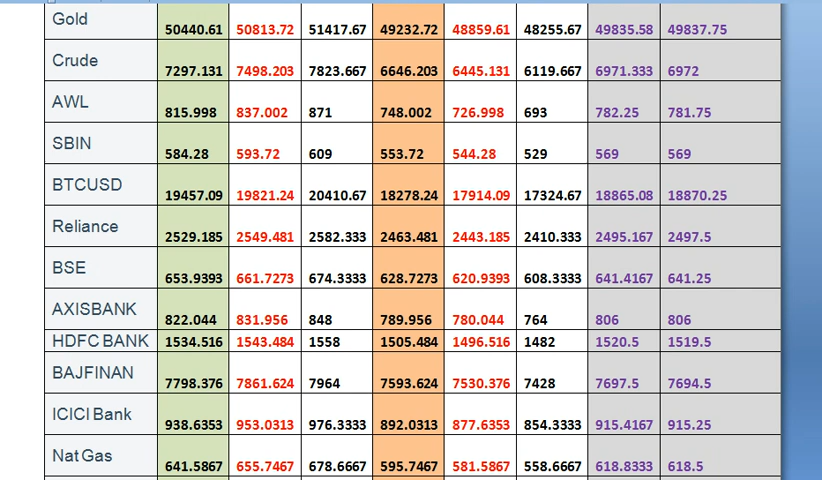 Gold 50440.61 50813.72 51417.67 49232.72 48859.61 48255.67 49835.58 49837.75
Crude 7297.131 7498.203 7823.667 6646.203 6445.131 6119.667 6971.333 6972
AWL 815.998 837.002 871 748.002 726.998 693 782.25 781.75
SBIN 584.28 593.72 609 553.72 544.28 529 569 569
BTCUSD 19457.09 19821.24 20410.67 18278.24 17914.09 17324.67 18865.08 18870.25
Reliance 2529.185 2549.481 2582.333 2463.481 2443.185 2410.333 2495.167 2497.5
BSE 653.9393 661.7273 674.3333 628.7273 620.9393 608.3333 641.4167 641.25
AXISBANK 822.044 831.956 848 789.956 780.044 764 806 806
HDFC BANK 1534.516 1543.484 1558 1505.484 1496.516 1482 1520.5 1519.5
BAJFINAN 7798.376 7861.624 7964 7593.624 7530.376 7428 7697.5 7694.5
ICICI Bank 938.6353 953.0313 976.3333 892.0313 877.6353 854.3333 915.4167 915.25
Nat Gas 641.5867 655.7467 678.6667 595.7467 581.5867 558.6667 618.8333 618.5